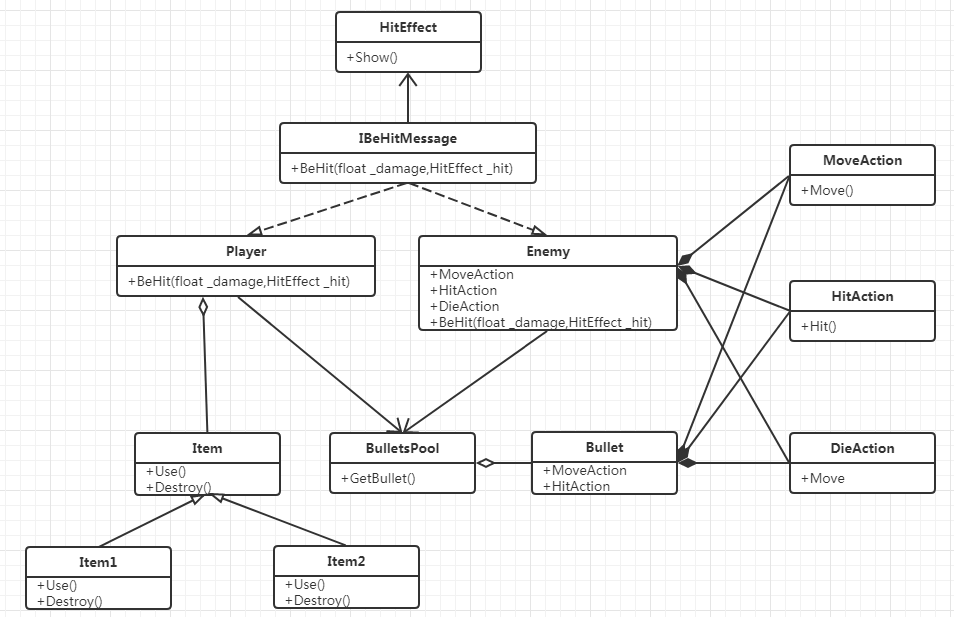 HitEffect
+Show()
IBeHitMessage
+BeHit(float _damage,HitEffect _hit)
MoveAction
+Move()
Player
+BeHit(float _damage,HitEffect _hit)
Enemy
+MoveAction
+HitAction
+DieAction
+BeHit(float _damage,HitEffect _hit)
HitAction
+Hit()
Item
+Use()
+Destroy()
BulletsPool
+GetBullet()
Bullet
+MoveAction
+HitAction
DieAction
+Move
Item1
+Use()
+Destroy()
Item2
+Use()
+Destroy()